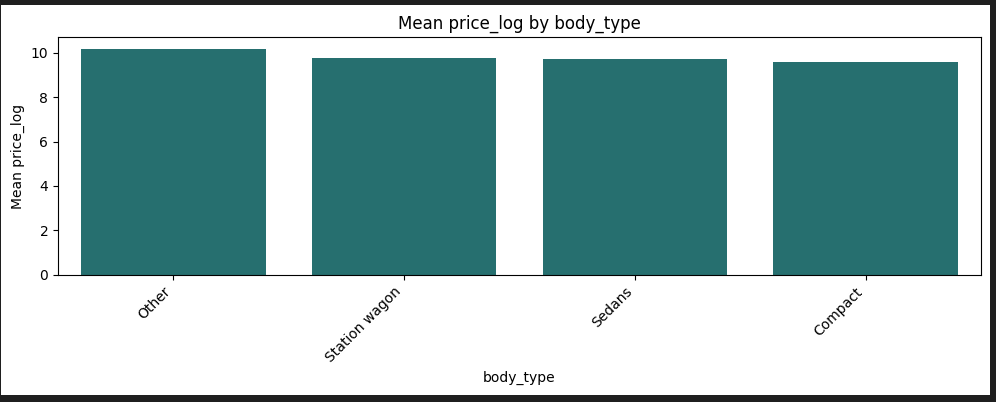 Mean price_log by body_type
10
8
6
4
2
0
Mean price_log
Other
Station wagon
Sedans
Compact
body_type